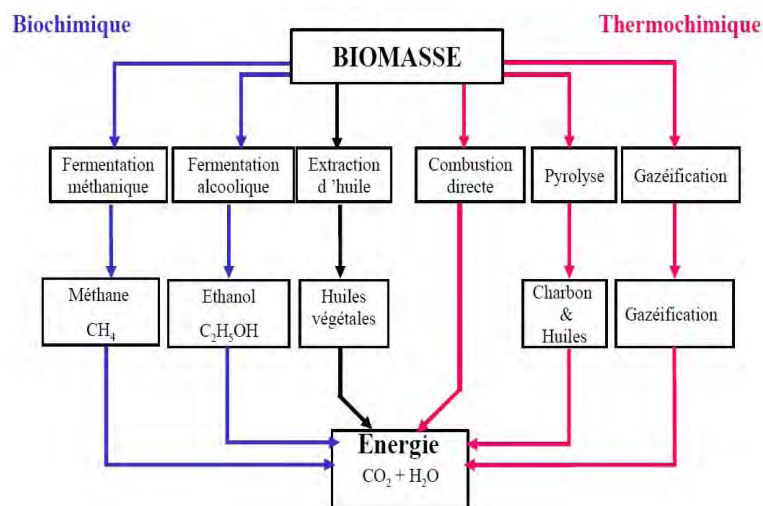 Biochimique
Thermochimique
BIOMASSE
Fermentation
méthanique
Fermentation
alcoolique
Extraction
d ’huile
Combustion
directe
Pyrolyse
Gazéification
Méthane
CH₄
Ethanol
C₂H₅OH
Huiles
végétales
Charbon
&
Huiles
Gazéification
Energie
CO₂ + H₂O